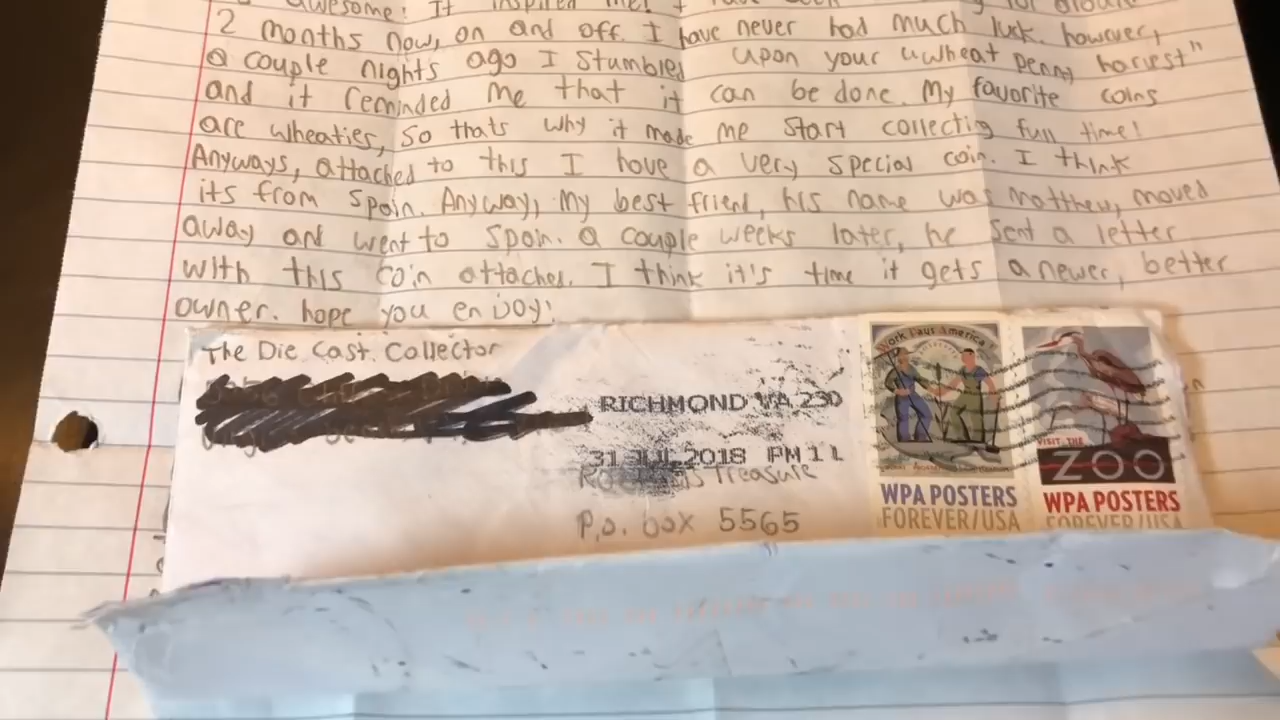 awesome! It inspired me! I have
2 months now, on and off. I have never had much luck. however,
a couple nights ago I stumbled upon your "wheat penny harvest"
and it reminded me that it can be done. My favorite coins
are wheaties, so thats why it made me start collecting full time!
Anyways, attached to this I have a very special coin. I think
its from Spain. Anyway, my best friend, his name was matthew, moved
away and went to Spain. a couple weeks later, he sent a letter
with this coin attached. I think it's time it gets a newer, better
owner. hope you enjoy!
The Die Cast Collector
RICHMOND VA 230
31 JUL 2018 PM 1 L
Treasure
P.O. box 5565
Work Pays America
VISIT THE
ZOO
WPA POSTERS
FOREVER/USA
WPA POSTERS
FOREVER/USA